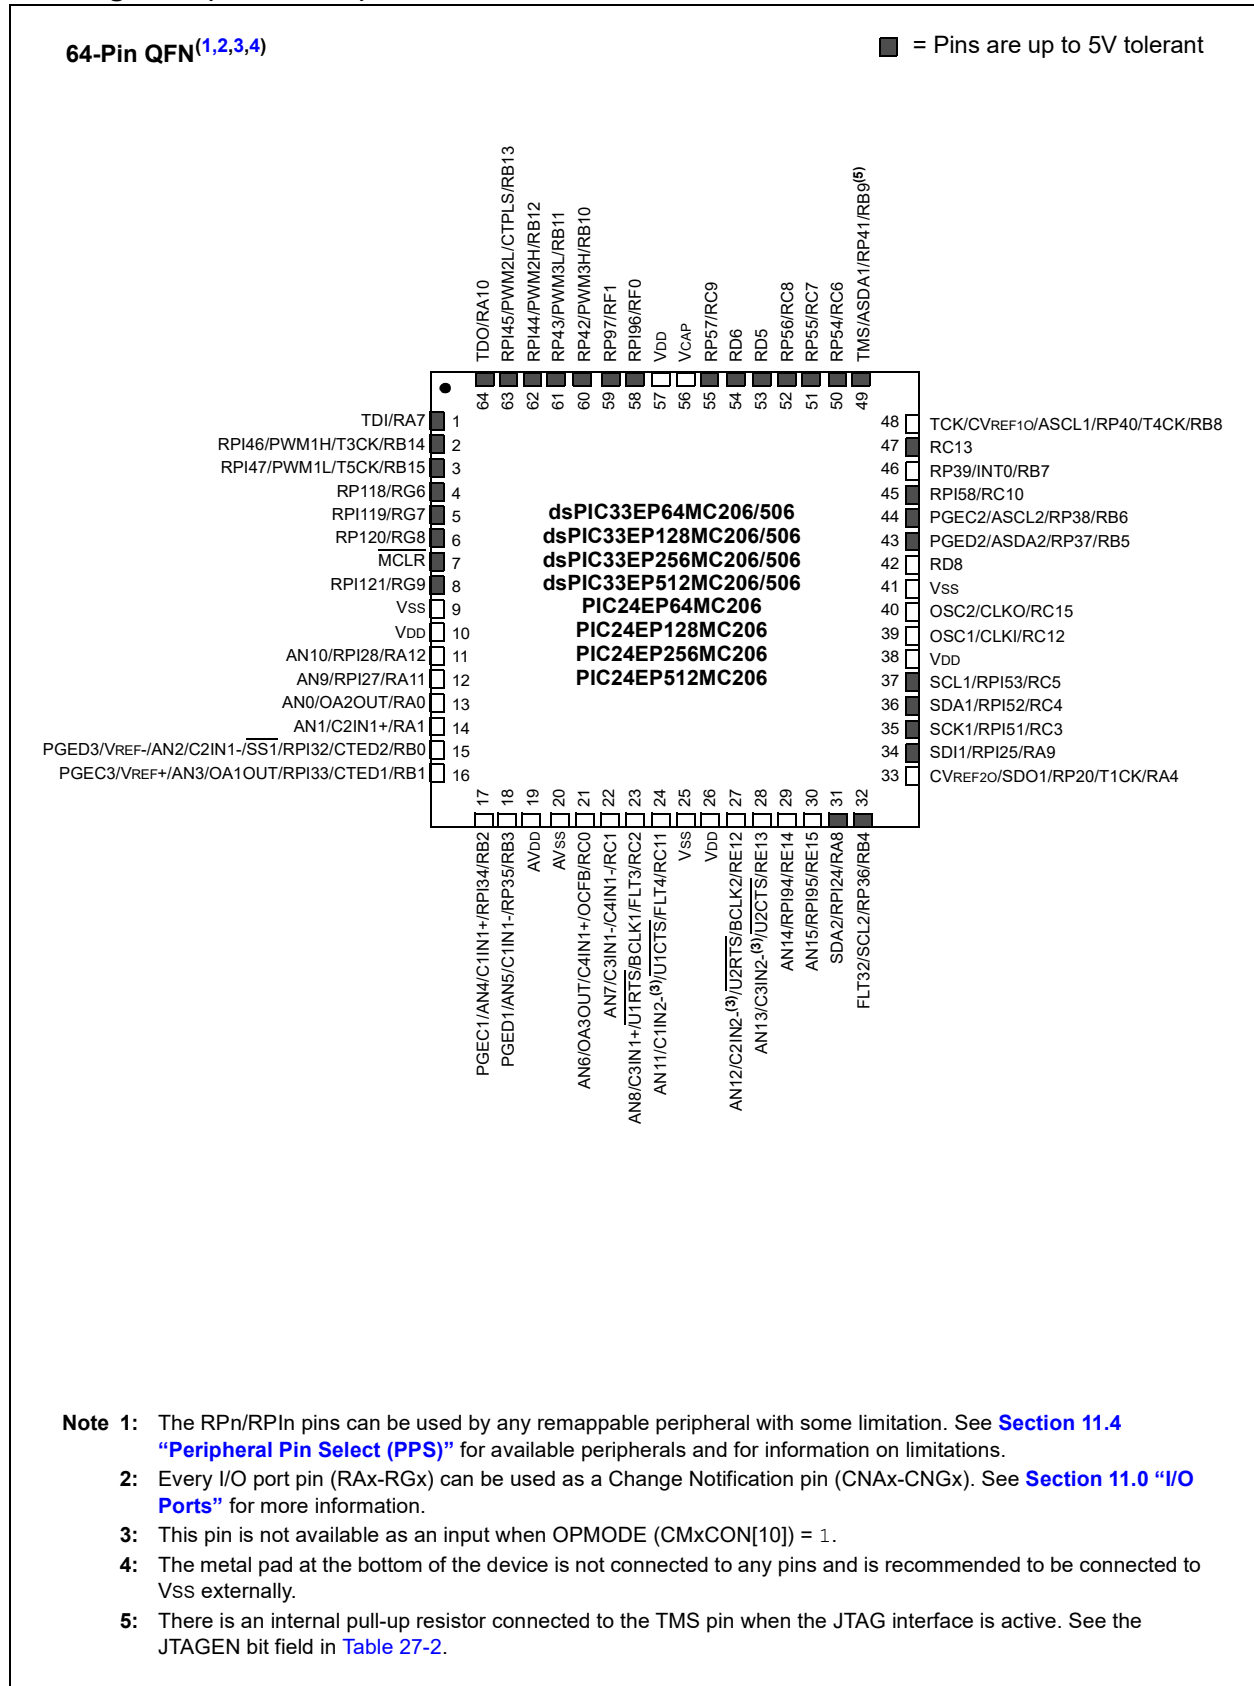 64-Pin QFN(1,2,3,4)
= Pins are up to 5V tolerant
TDO/RA10
RPI45/PWM2L/CTPLS/RB13
RPI44/PWM2H/RB12
RP43/PWM3L/RB11
RP42/PWM3H/RB10
RP97/RF1
RPI96/RF0
VDD
VCAP
RP57/RC9
RD6
RD5
RP56/RC8
RP55/RC7
RP54/RC6
TMS/ASDA1/RP41/RB9(5)
64 63 62 61 60 59 58 57 56 55 54 53 52 51 50 49
TDI/RA7 1
RPI46/PWM1H/T3CK/RB14 2
RPI47/PWM1L/T5CK/RB15 3
RP118/RG6 4
RPI119/RG7 5
RP120/RG8 6
MCLR 7
RPI121/RG9 8
VSS 9
VDD 10
AN10/RPI28/RA12 11
AN9/RPI27/RA11 12
AN0/OA2OUT/RA0 13
AN1/C2IN1+/RA1 14
PGED3/VREF-/AN2/C2IN1-/SS1/RPI32/CTED2/RB0 15
PGEC3/VREF+/AN3/OA1OUT/RPI33/CTED1/RB1 16
dsPIC33EP64MC206/506
dsPIC33EP128MC206/506
dsPIC33EP256MC206/506
dsPIC33EP512MC206/506
PIC24EP64MC206
PIC24EP128MC206
PIC24EP256MC206
PIC24EP512MC206
48 TCK/CVREF1O/ASCL1/RP40/T4CK/RB8
47 RC13
46 RP39/INT0/RB7
45 RPI58/RC10
44 PGEC2/ASCL2/RP38/RB6
43 PGED2/ASDA2/RP37/RB5
42 RD8
41 VSS
40 OSC2/CLKO/RC15
39 OSC1/CLKI/RC12
38 VDD
37 SCL1/RPI53/RC5
36 SDA1/RPI52/RC4
35 SCK1/RPI51/RC3
34 SDI1/RPI25/RA9
33 CVREF2O/SDO1/RP20/T1CK/RA4
17 18 19 20 21 22 23 24 25 26 27 28 29 30 31 32
PGEC1/AN4/C1IN1+/RPI34/RB2
PGED1/AN5/C1IN1-/RP35/RB3
AVDD
AVSS
AN6/OA3OUT/C4IN1+/OCFB/RC0
AN7/C3IN1-/C4IN1-/RC1
AN8/C3IN1+/U1RTS/BCLK1/FLT3/RC2
AN11/C1IN2-(3)/U1CTS/FLT4/RC11
VSS
VDD
AN12/C2IN2-(3)/U2RTS/BCLK2/RE12
AN13/C3IN2-(3)/U2CTS/RE13
AN14/RPI94/RE14
AN15/RPI95/RE15
SDA2/RPI24/RA8
FLT32/SCL2/RP36/RB4
Note 1: The RPn/RPIn pins can be used by any remappable peripheral with some limitation. See Section 11.4
“Peripheral Pin Select (PPS)” for available peripherals and for information on limitations.
2: Every I/O port pin (RAx-RGx) can be used as a Change Notification pin (CNAx-CNGx). See Section 11.0 “I/O
Ports” for more information.
3: This pin is not available as an input when OPMODE (CMxCON[10]) = 1.
4: The metal pad at the bottom of the device is not connected to any pins and is recommended to be connected to
VSS externally.
5: There is an internal pull-up resistor connected to the TMS pin when the JTAG interface is active. See the
JTAGEN bit field in Table 27-2.